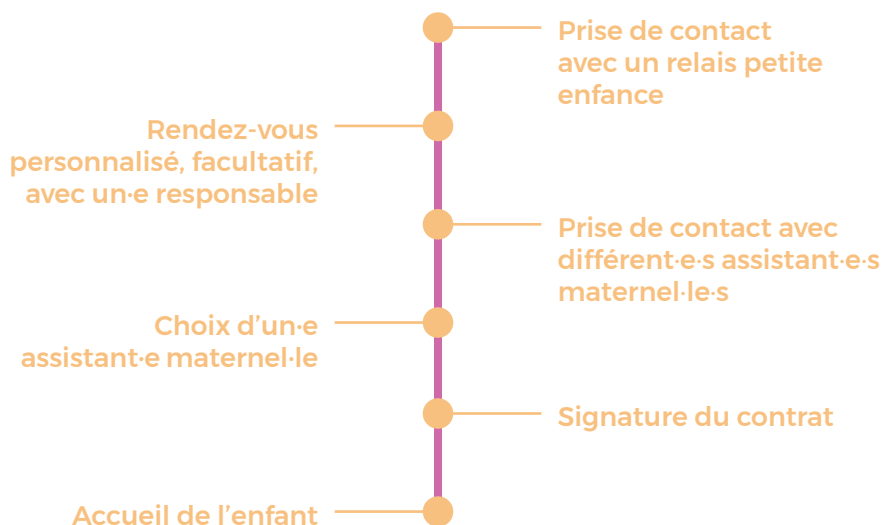 Prise de contact
avec un relais petite
enfance
Rendez-vous
personnalisé, facultatif,
avec un·e responsable
Prise de contact avec
différent·e·s assistant·e·s
maternel·le·s
Choix d’un·e
assistant·e maternel·le
Signature du contrat
Accueil de l’enfant